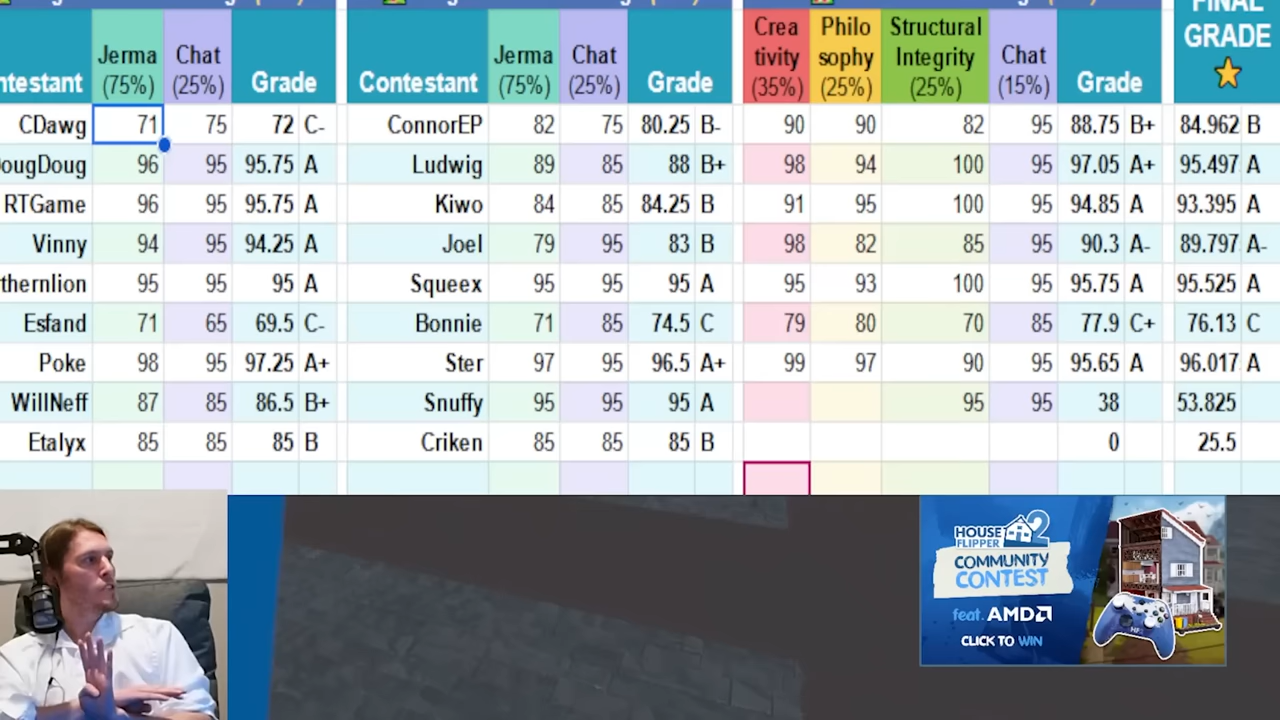 FINAL
GRADE
ntestant Jerma (75%) Chat (25%) Grade Contestant Jerma (75%) Chat (25%) Grade Crea tivity (35%) Philo sophy (25%) Structural Integrity (25%) Chat (15%) Grade
CDawg 71 75 72 C- ConnorEP 82 75 80.25 B- 90 90 82 95 88.75 B+ 84.962 B
ougDoug 96 95 95.75 A Ludwig 89 85 88 B+ 98 94 100 95 97.05 A+ 95.497 A
RTGame 96 95 95.75 A Kiwo 84 85 84.25 B 91 95 100 95 94.85 A 93.395 A
Vinny 94 95 94.25 A Joel 79 95 83 B 98 82 85 95 90.3 A- 89.797 A-
thernlion 95 95 95 A Squeex 95 95 95 A 95 93 100 95 95.75 A 95.525 A
Esfand 71 65 69.5 C- Bonnie 71 85 74.5 C 79 80 70 85 77.9 C+ 76.13 C
Poke 98 95 97.25 A+ Ster 97 95 96.5 A+ 99 97 90 95 95.65 A 96.017 A
WillNeff 87 85 86.5 B+ Snuffy 95 95 95 A 95 95 38 53.825
Etalyx 85 85 85 B Criken 85 85 85 B 0 25.5
HOUSE FLIPPER 2
COMMUNITY
CONTEST
feat. AMD
CLICK TO WIN